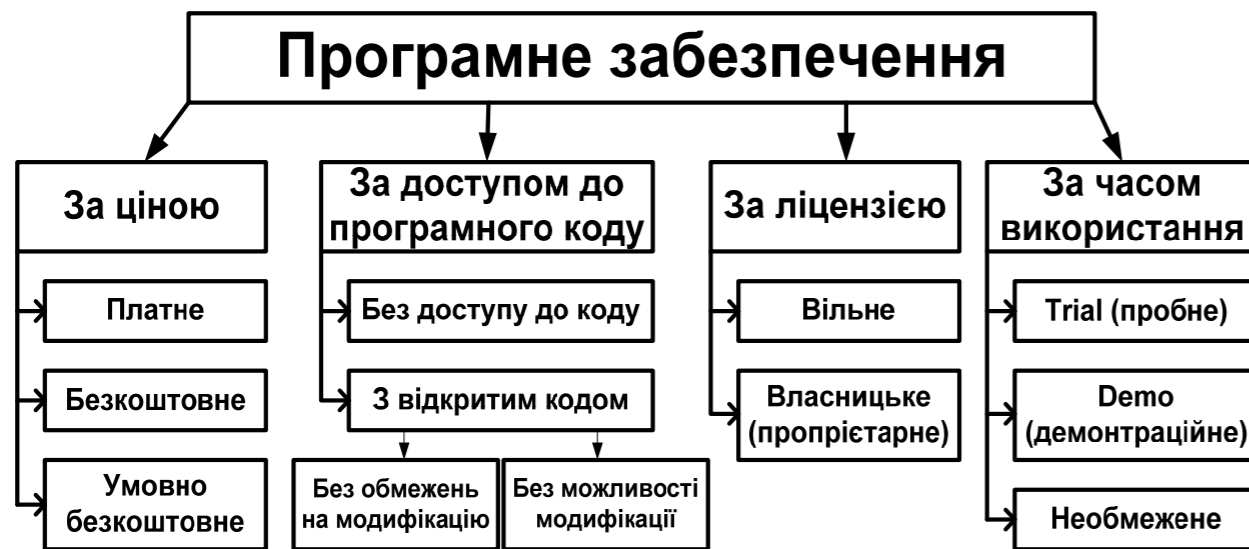 Програмне забезпечення
За ціною
Платне
Безкоштовне
Умовно
безкоштовне
За доступом до
програмного коду
Без доступу до коду
З відкритим кодом
Без обмежень
на модифікацію
Без можливості
модифікації
За ліцензією
Вільне
Власницьке
(пропрієтарне)
За часом
використання
Trial (пробне)
Demo
(демонтраційне)
Необмежене